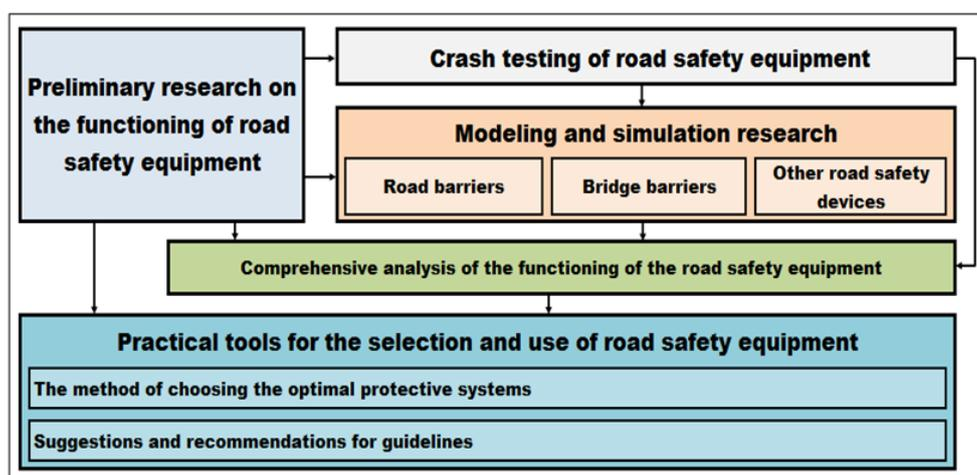 Preliminary research on
the functioning of road
safety equipment
Crash testing of road safety equipment
Modeling and simulation research
Road barriers
Bridge barriers
Other road safety
devices
Comprehensive analysis of the functioning of the road safety equipment
Practical tools for the selection and use of road safety equipment
The method of choosing the optimal protective systems
Suggestions and recommendations for guidelines